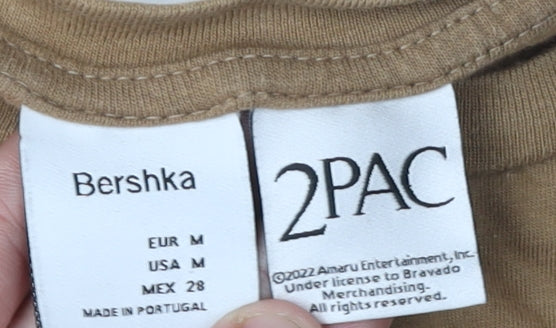 Bershka
EUR M
USA M
MEX 28
MADE IN PORTUGAL
2PAC
©2022 Amaru Entertainment, Inc.
Under license to Bravado
Merchandising.
All rights reserved.